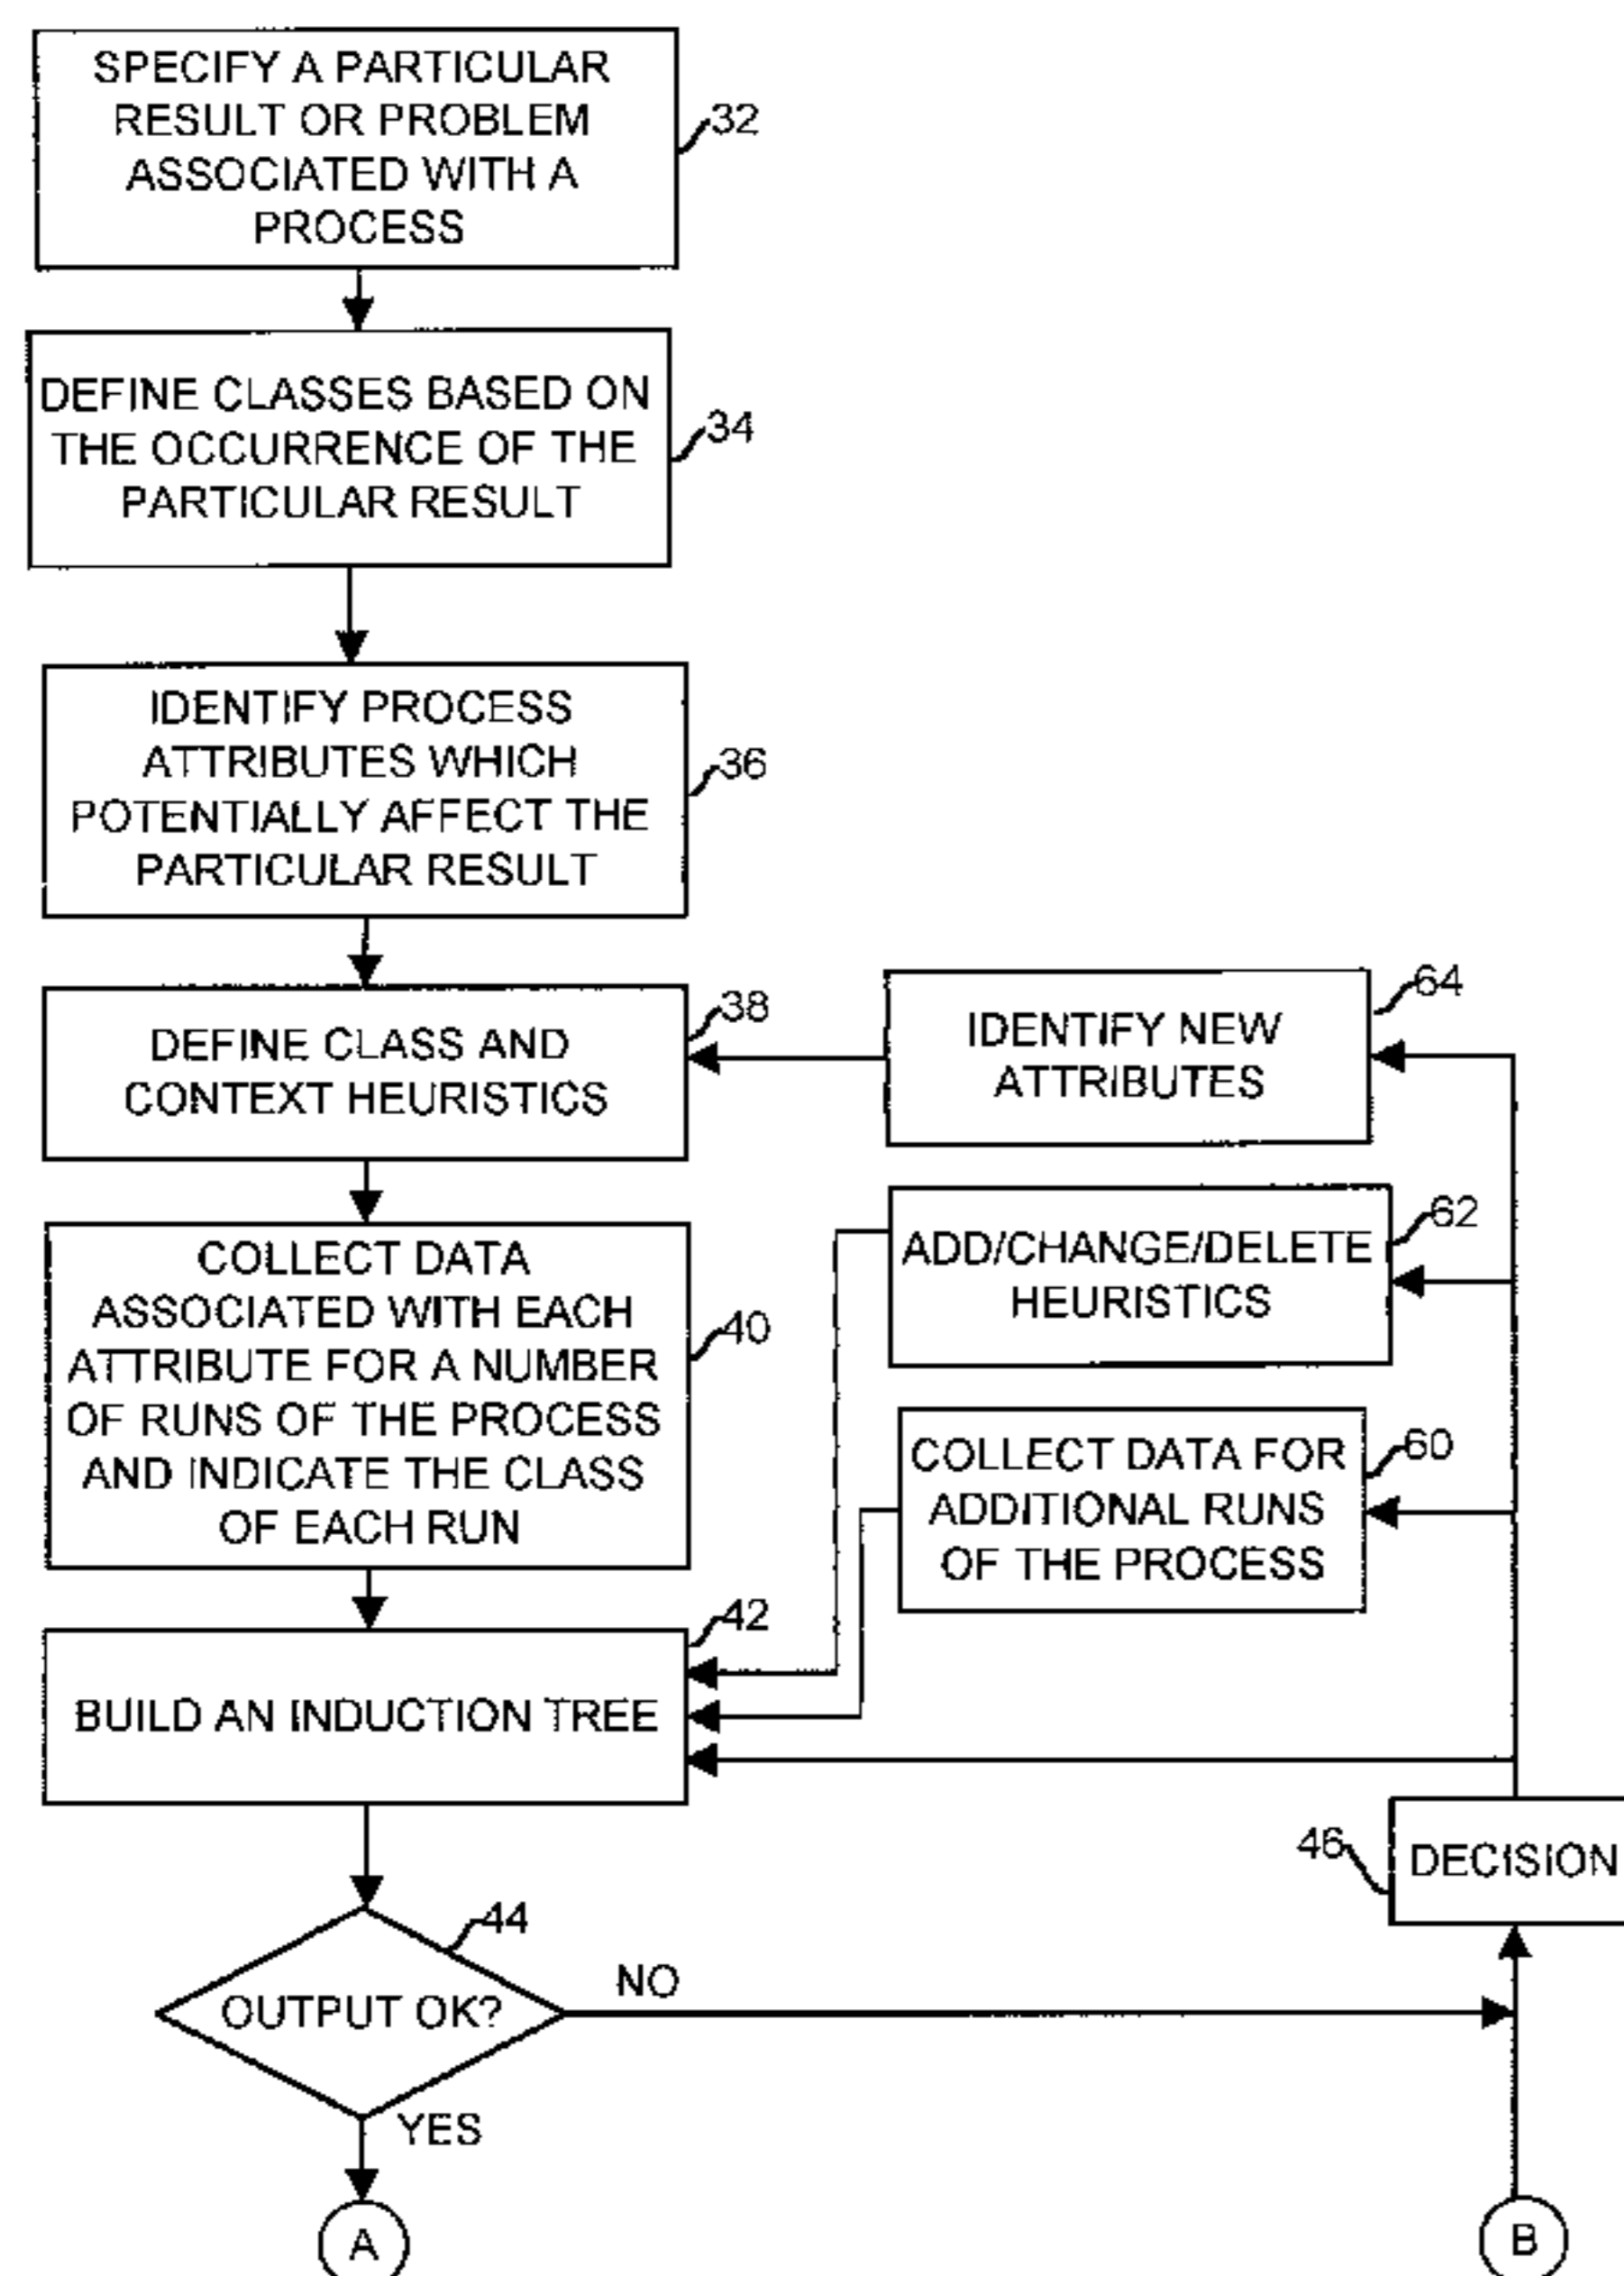 SPECIFY A PARTICULAR
RESULT OR PROBLEM
ASSOCIATED WITH A
PROCESS
32
DEFINE CLASSES BASED ON
THE OCCURRENCE OF THE
PARTICULAR RESULT
34
IDENTIFY PROCESS
ATTRIBUTES WHICH
POTENTIALLY AFFECT THE
PARTICULAR RESULT
36
DEFINE CLASS AND
CONTEXT HEURISTICS
38
IDENTIFY NEW
ATTRIBUTES
64
ADD/CHANGE/DELETE
HEURISTICS
62
COLLECT DATA
ASSOCIATED WITH EACH
ATTRIBUTE FOR A NUMBER
OF RUNS OF THE PROCESS
AND INDICATE THE CLASS
OF EACH RUN
40
COLLECT DATA FOR
ADDITIONAL RUNS
OF THE PROCESS
60
BUILD AN INDUCTION TREE
42
46
DECISION
OUTPUT OK?
44
NO
YES
A
B